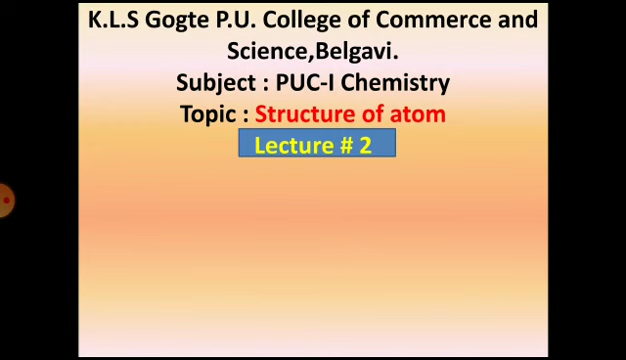 K.L.S Gogte P.U. College of Commerce and
Science,Belgavi.
Subject : PUC-I Chemistry
Topic : Structure of atom
Lecture # 2